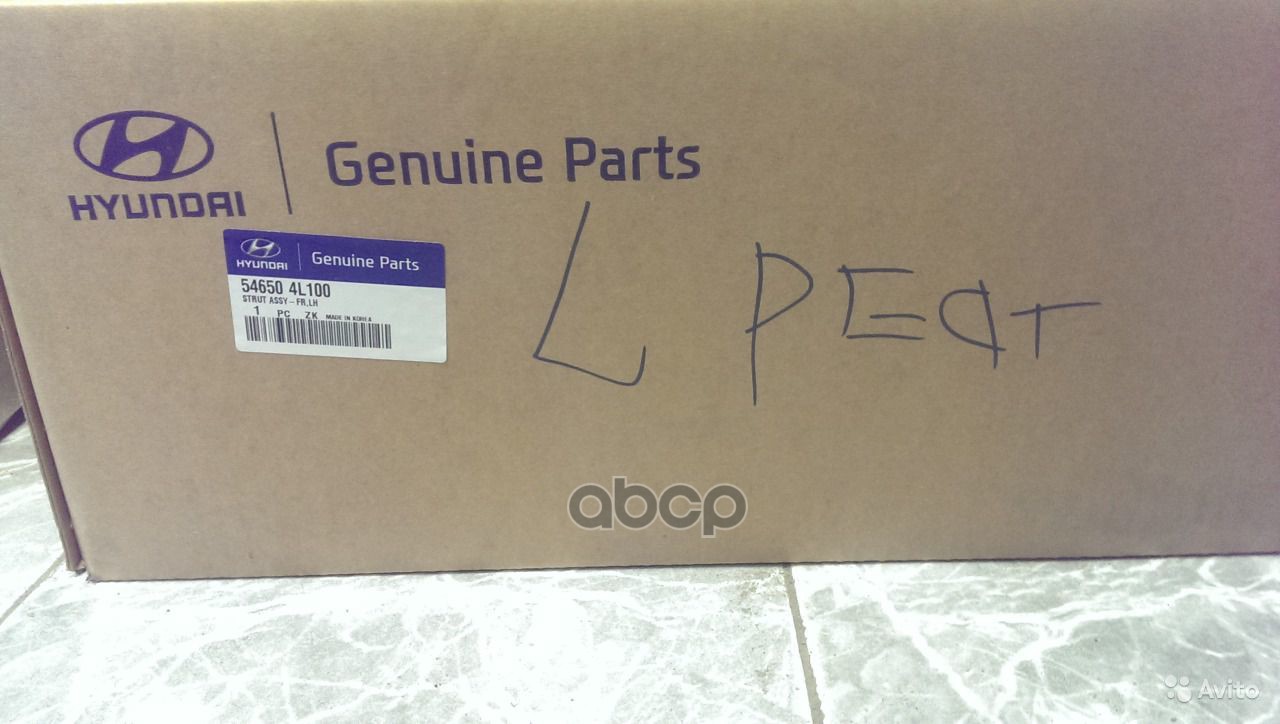 HYUNDAI
Genuine Parts
HYUNDAI
Genuine Parts
54650 4L100
STRUT ASSY-FR,LH
1 PC ZK MADE IN KOREA
L
abcp
Avito